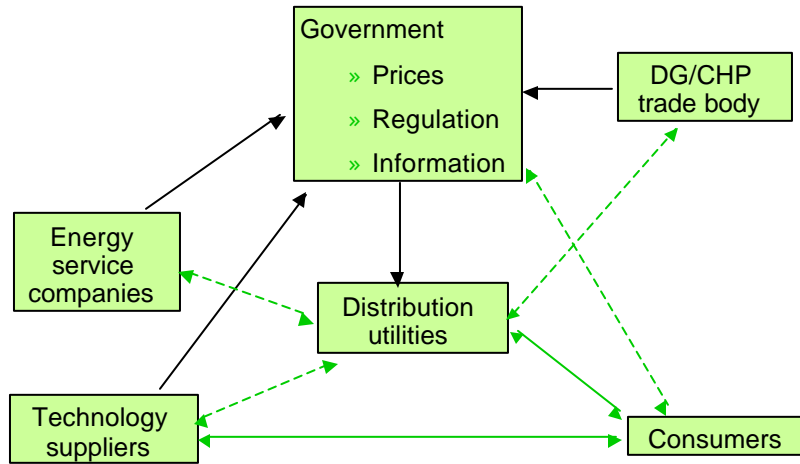 Government
» Prices
» Regulation
» Information
DG/CHP
trade body
Energy
service
companies
Distribution
utilities
Technology
suppliers
Consumers